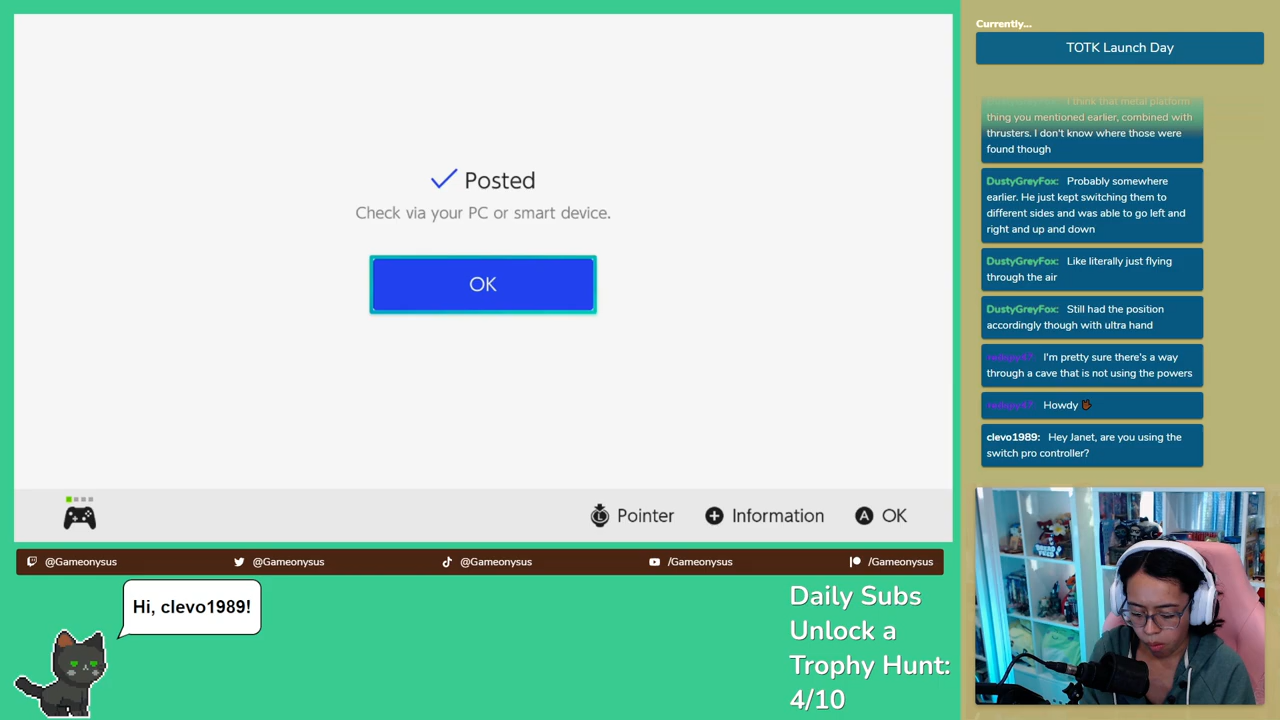 Currently...
TOTK Launch Day
I think that metal platform
thing you mentioned earlier, combined with
thrusters. I don't know where those were
found though
DustyGreyFox: Probably somewhere
earlier. He just kept switching them to
different sides and was able to go left and
right and up and down
DustyGreyFox: Like literally just flying
through the air
DustyGreyFox: Still had the position
accordingly though with ultra hand
I'm pretty sure there's a way
through a cave that is not using the powers
Howdy
clevo1989: Hey Janet, are you using the
switch pro controller?
Posted
Check via your PC or smart device.
OK
L Pointer
Information
A OK
@Gameonysus
@Gameonysus
@Gameonysus
/Gameonysus
/Gameonysus
Hi, clevo1989!
Daily Subs
Unlock a
Trophy Hunt:
4/10